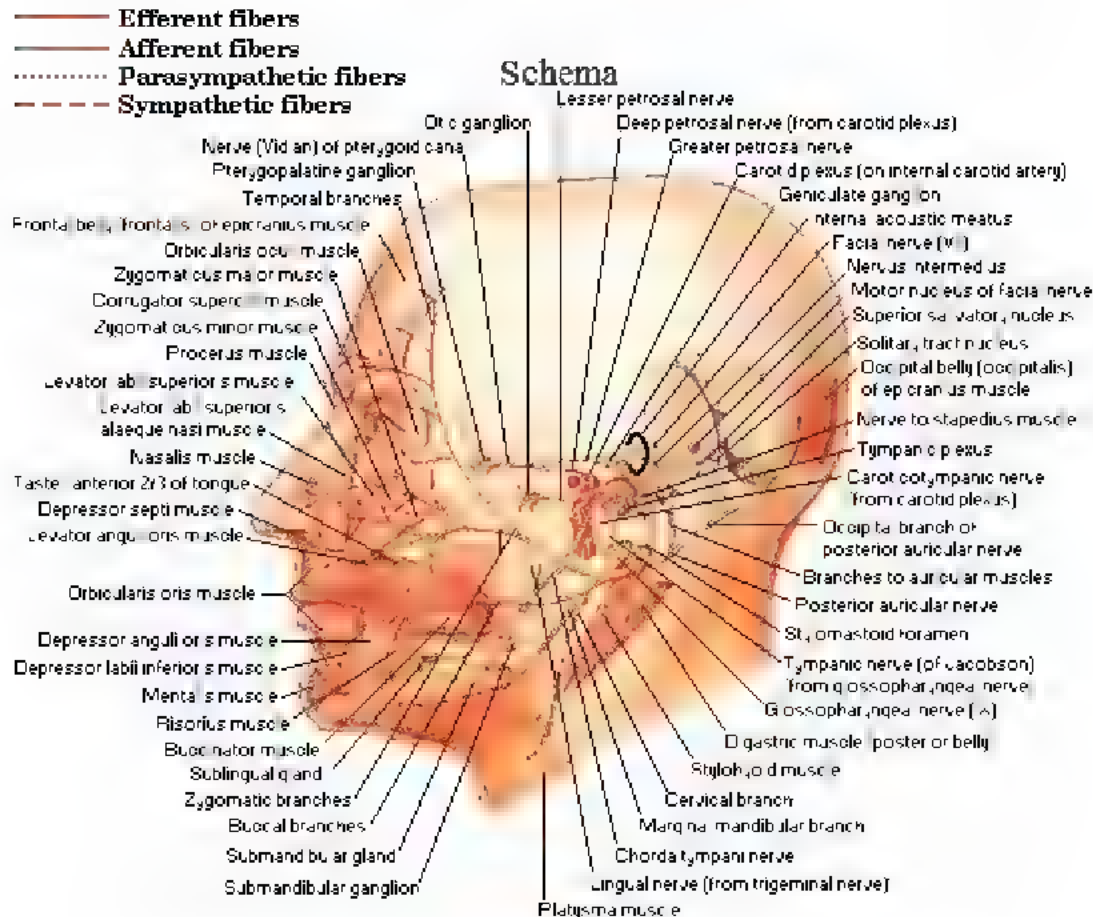 Efferent fibers
Afferent fibers
Parasympathetic fibers
Sympathetic fibers
Schema
Lesser petrosal nerve
Otic ganglion
Deep petrosal nerve (from carotid plexus)
Nerve (Vidian) of pterygoid canal
Greater petrosal nerve
Pterygopalatine ganglion
Carotid plexus (on internal carotid artery)
Temporal branches
Geniculate ganglion
Frontal belly (frontalis) of epicranius muscle
Internal acoustic meatus
Orbicularis oculi muscle
Facial nerve (VII)
Zygomaticus major muscle
Nervus intermedius
Corrugator supercilii muscle
Motor nucleus of facial nerve
Zygomaticus minor muscle
Superior salivatory nucleus
Procerus muscle
Solitary tract nucleus
Levator labii superioris muscle
Occipital belly (occipitalis)
of epicranius muscle
Levator labii superioris
alaeque nasi muscle
Nerve to stapedius muscle
Nasalis muscle
Tympanic plexus
Taste: anterior 2/3 of tongue
Caroticotympanic nerve
(from carotid plexus)
Depressor septi muscle
Levator anguli oris muscle
Occipital branch of
posterior auricular nerve
Branches to auricular muscles
Orbicularis oris muscle
Posterior auricular nerve
Depressor anguli oris muscle
Stylomastoid foramen
Depressor labii inferioris muscle
Tympanic nerve (of Jacobson)
(from glossopharyngeal nerve)
Mentalis muscle
Glossopharyngeal nerve (IX)
Risorius muscle
Digastric muscle (posterior belly)
Buccinator muscle
Stylohyoid muscle
Sublingual gland
Zygomatic branches
Cervical branch
Buccal branches
Marginal mandibular branch
Submandibular gland
Chorda tympani nerve
Submandibular ganglion
Lingual nerve (from trigeminal nerve)
Platysma muscle